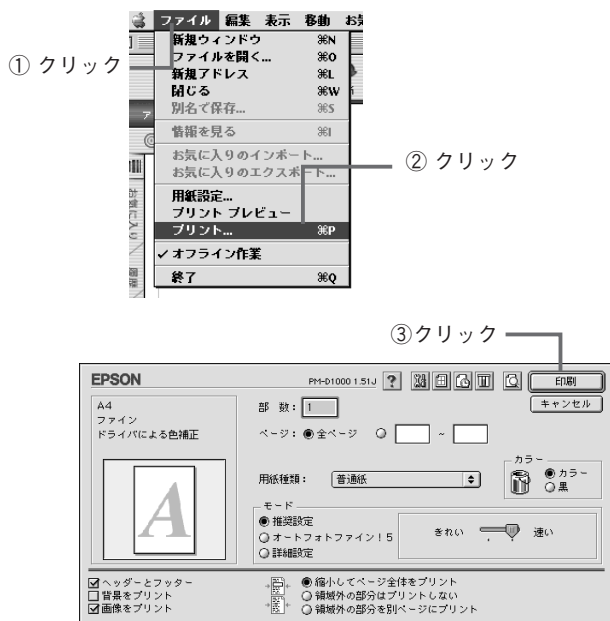 ファイル 編集 表示 移動 お気
① クリック
新規ウィンドウ ⌘N
ファイルを開く... ⌘O
新規アドレス ⌘L
閉じる ⌘W
別名で保存... ⌘S
情報を見る ⌘I
お気に入りのインポート...
お気に入りのエクスポート...
② クリック
用紙設定...
プリント プレビュー
プリント... ⌘P
✓オフライン作業
終了 ⌘Q
ア
お気に入り
履歴
③クリック
EPSON
PM-D1000 1.51J
?
印刷
キャンセル
A4
ファイン
ドライバによる色補正
A
部 数: 1
ページ: ◉全ページ ○ ~
用紙種類: 普通紙
カラー
◉カラー
○黒
モード
◉推奨設定
○オートフォトファイン!5
○詳細設定
きれい 速い
☑ヘッダーとフッター
□背景をプリント
☑画像をプリント
◉縮小してページ全体をプリント
○領域外の部分はプリントしない
○領域外の部分を別ページにプリント